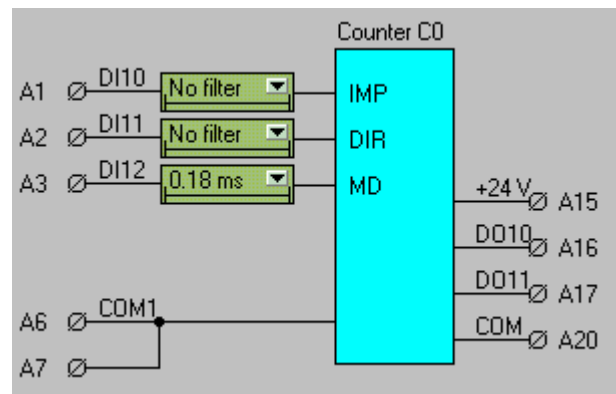 Counter C0
A1 DI10 No filter IMP
A2 DI11 No filter DIR
A3 DI12 0.18 ms MD
+24 V A15
DO10 A16
DO11 A17
A6 COM1
COM A20
A7